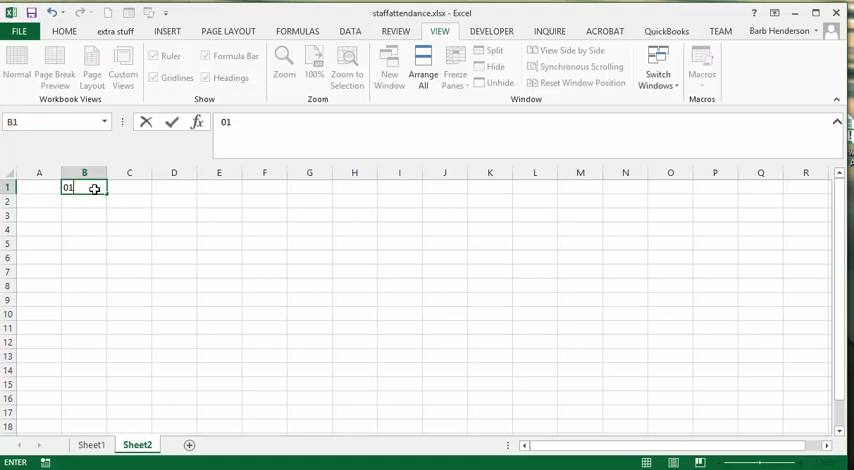 staffattendance.xlsx - Excel
FILE HOME extra stuff INSERT PAGE LAYOUT FORMULAS DATA REVIEW VIEW DEVELOPER INQUIRE ACROBAT QuickBooks TEAM Barb Henderson
Normal Page Break Preview Page Layout Custom Views
Workbook Views
Ruler Formula Bar
Gridlines Headings
Show
Zoom 100% Zoom to Selection
Zoom
New Window Arrange All Freeze Panes
Split View Side by Side
Hide Synchronous Scrolling
Unhide Reset Window Position
Switch Windows
Window
Macros
Macros
B1 fx 01
A B C D E F G H I J K L M N O P Q R
1 01
2
3
4
5
6
7
8
9
10
11
12
13
14
15
16
17
18
Sheet1 Sheet2
ENTER